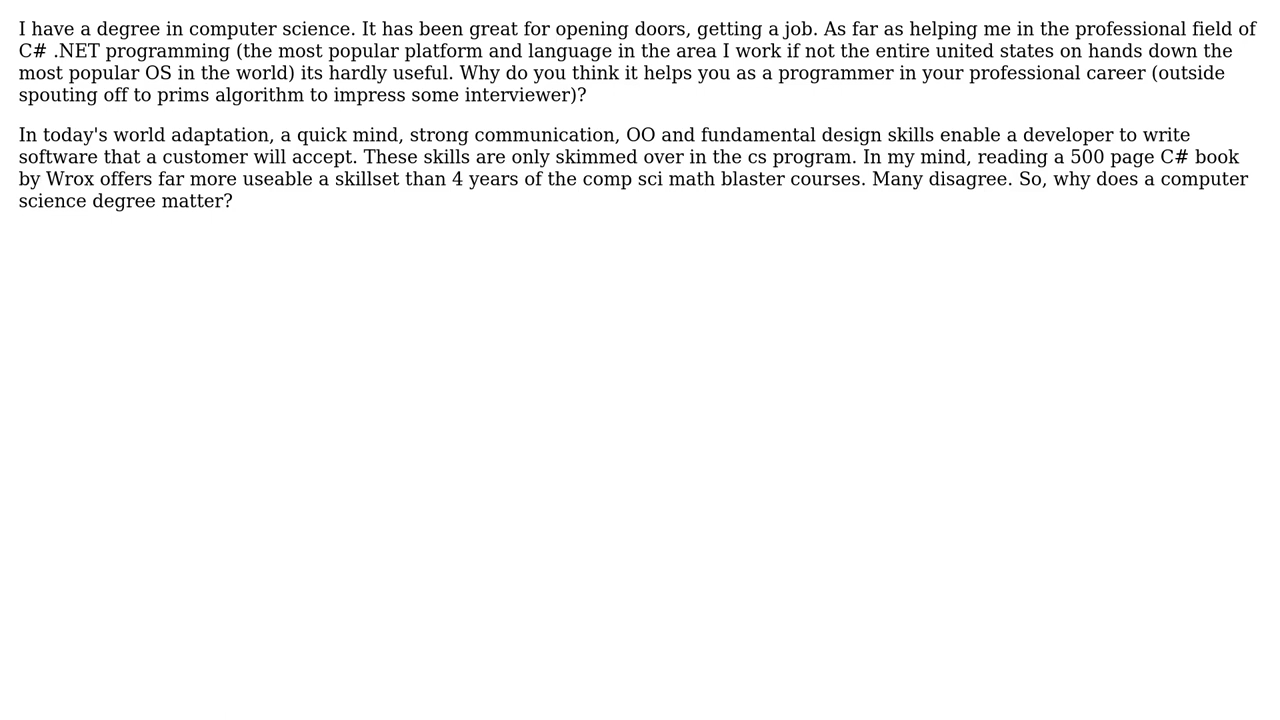 I have a degree in computer science. It has been great for opening doors, getting a job. As far as helping me in the professional field of
C# .NET programming (the most popular platform and language in the area I work if not the entire united states on hands down the
most popular OS in the world) its hardly useful. Why do you think it helps you as a programmer in your professional career (outside
spouting off to prims algorithm to impress some interviewer)?
In today's world adaptation, a quick mind, strong communication, OO and fundamental design skills enable a developer to write
software that a customer will accept. These skills are only skimmed over in the cs program. In my mind, reading a 500 page C# book
by Wrox offers far more useable a skillset than 4 years of the comp sci math blaster courses. Many disagree. So, why does a computer
science degree matter?